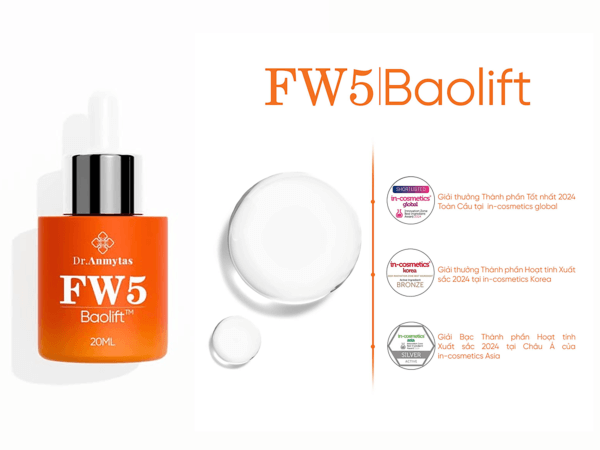 FW5|Baolift
Dr.Anmytas
FW5
Baolift™
20ML
SHORTLISTED
in-cosmetics®
global
Giải thưởng Thành phần Tốt nhất 2024
Toàn Cầu tại in-cosmetics global
in-cosmetics®
korea
BRONZE
Giải thưởng Thành phần Hoạt tính Xuất
sắc 2024 tại in-cosmetics Korea
in-cosmetics
SILVER
ACTIVE
Giải Bạc Thành phần Hoạt tính
Xuất sắc 2024 tại Châu Á của
in-cosmetics Asia